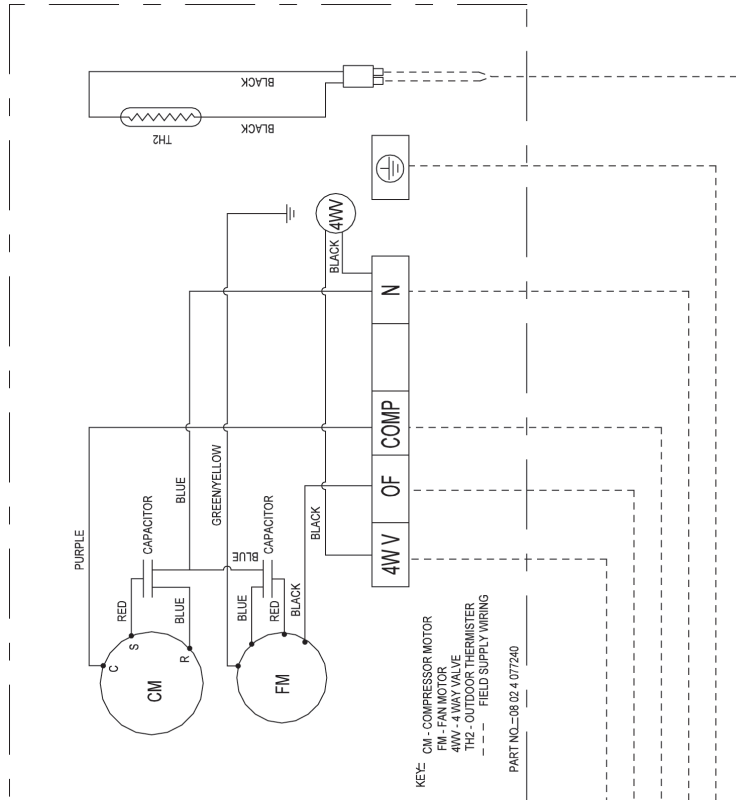 BLACK
BLACK
TH2
4WV
BLACK
N
COMP
OF
4W V
PURPLE
CAPACITOR
BLUE
GREEN/YELLOW
BLUE
CAPACITOR
BLACK
RED
BLUE
BLUE
RED
BLACK
C
S
R
CM
FM
KEY:-
CM - COMPRESSOR MOTOR
FM - FAN MOTOR
4WV - 4 WAY VALVE
TH2 - OUTDOOR THERMISTER
FIELD SUPPLY WIRING
PART NO.:-08 02 4 077240